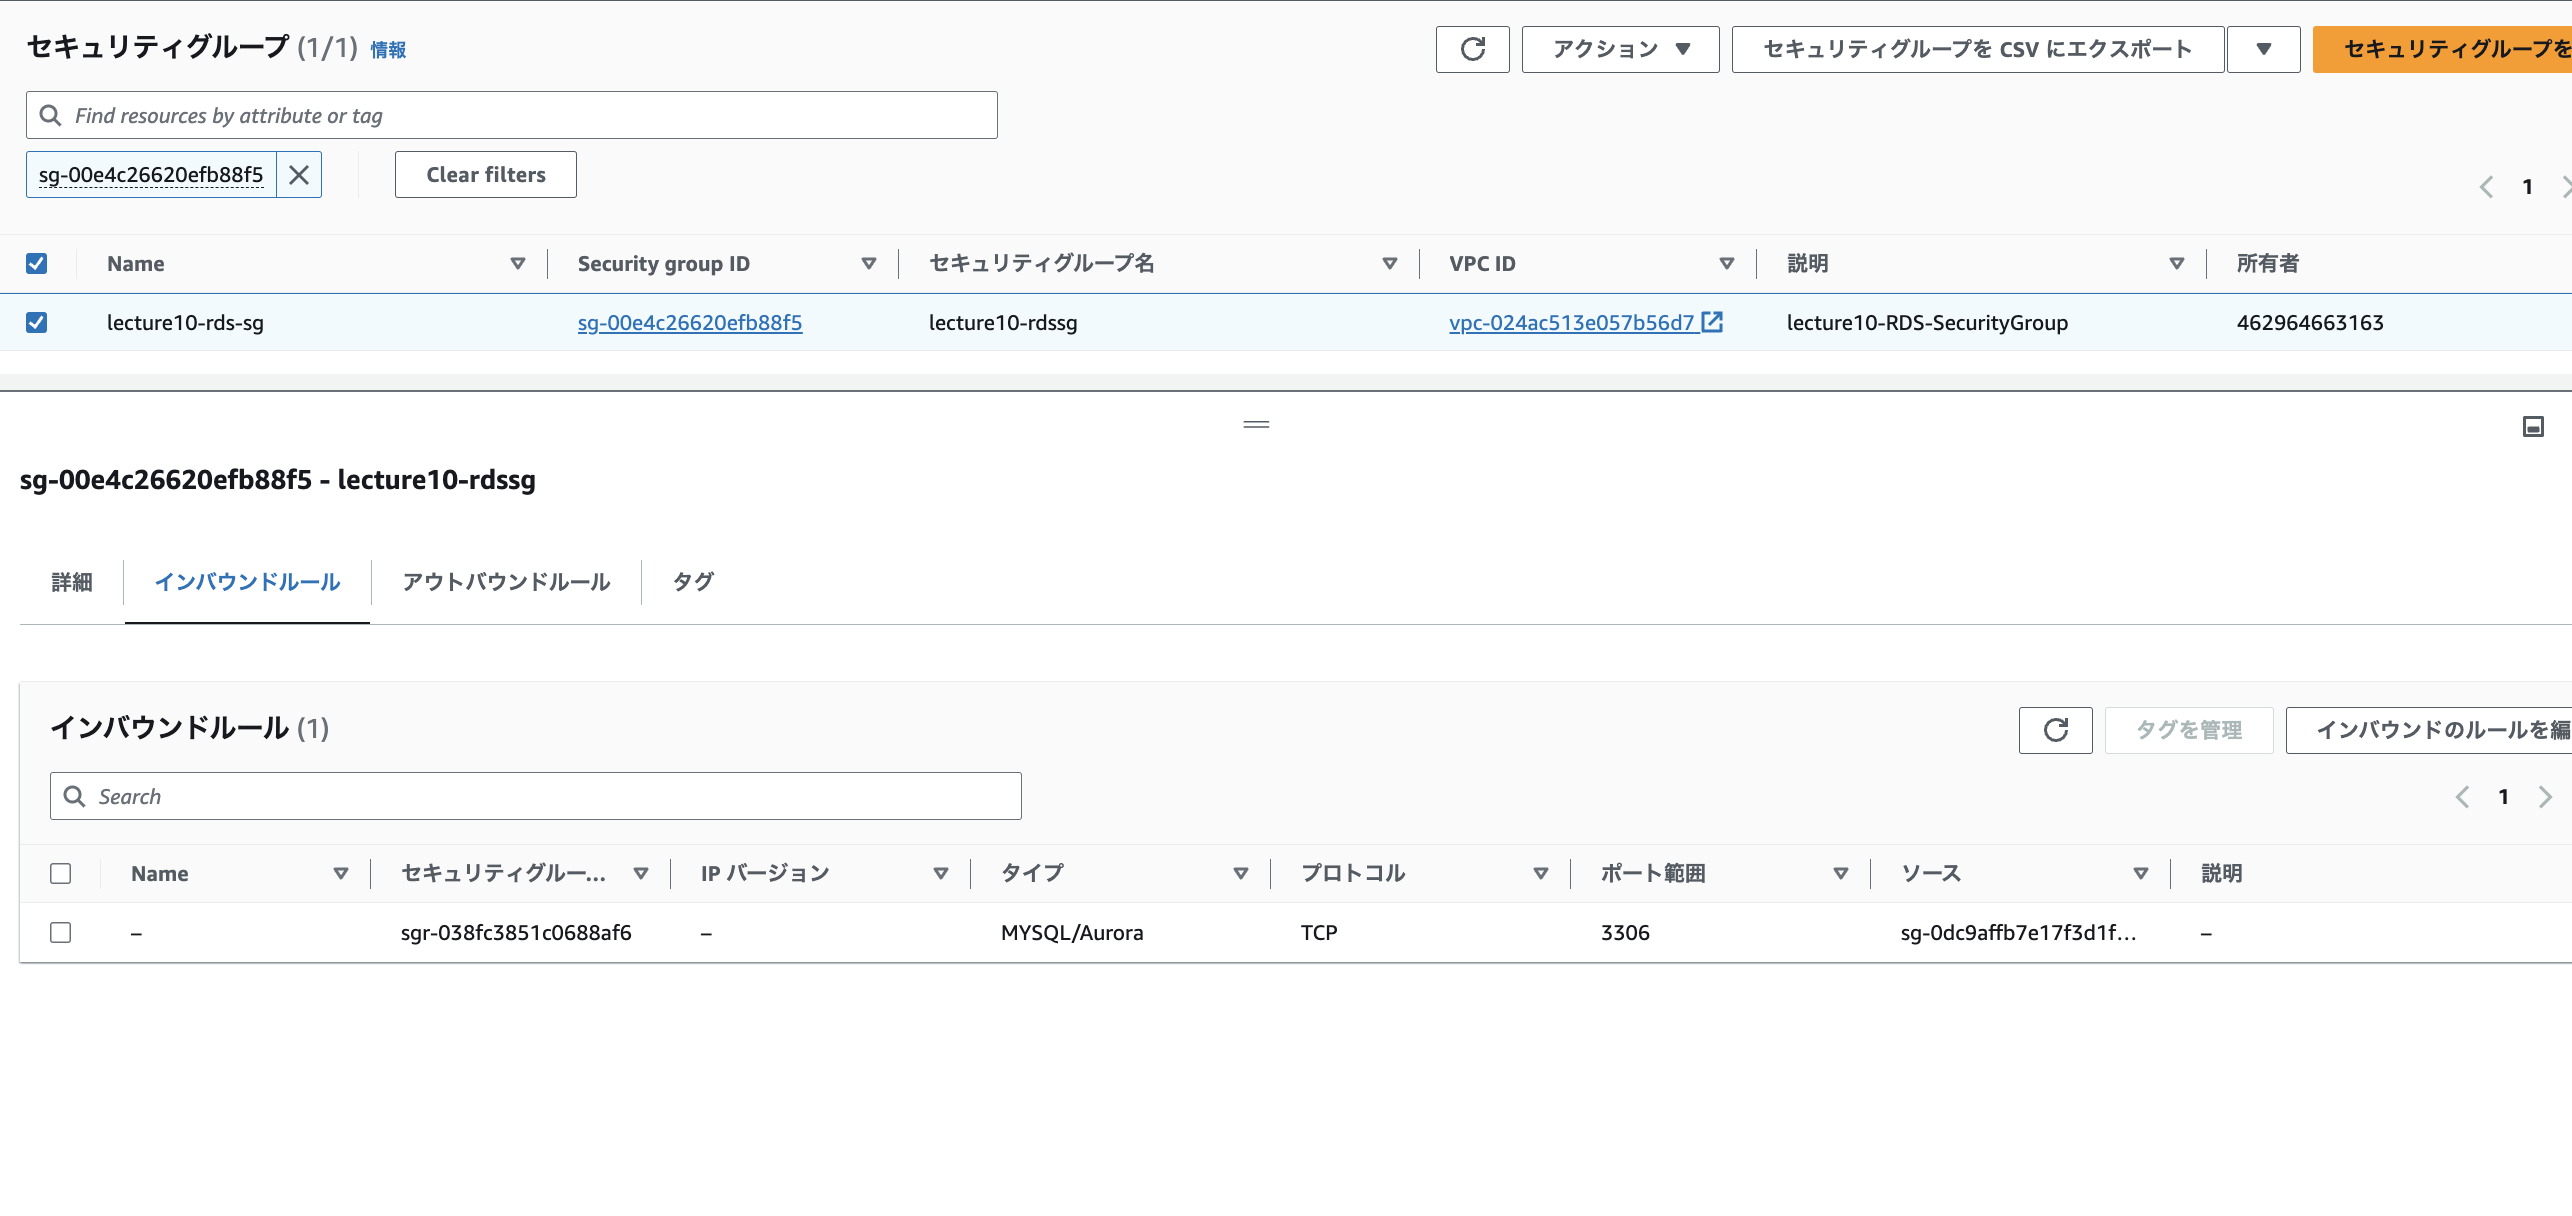 セキュリティグループ (1/1) 情報
アクション
セキュリティグループを CSV にエクスポート
セキュリティグループを
Find resources by attribute or tag
sg-00e4c26620efb88f5
Clear filters
1
Name Security group ID セキュリティグループ名 VPC ID 説明 所有者
lecture10-rds-sg sg-00e4c26620efb88f5 lecture10-rdssg vpc-024ac513e057b56d7 lecture10-RDS-SecurityGroup 462964663163
sg-00e4c26620efb88f5 - lecture10-rdssg
詳細 インバウンドルール アウトバウンドルール タグ
インバウンドルール (1)
タグを管理
インバウンドのルールを編
Search
1
Name セキュリティグルー... IP バージョン タイプ プロトコル ポート範囲 ソース 説明
– sgr-038fc3851c0688af6 – MYSQL/Aurora TCP 3306 sg-0dc9affb7e17f3d1f... –